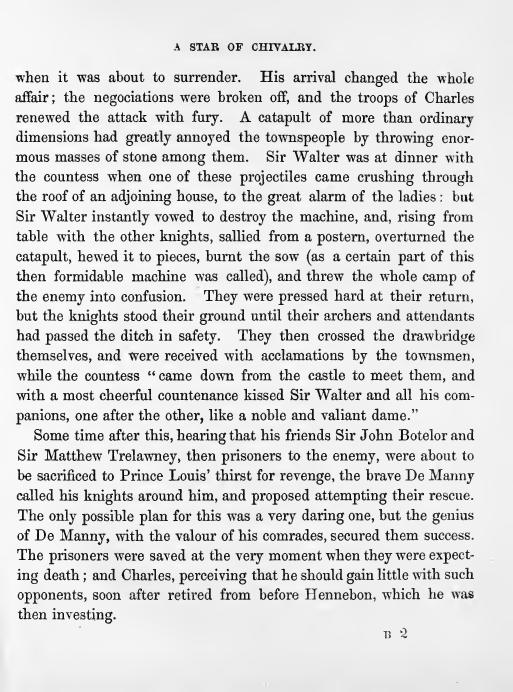 A STAR OF CHIVALRY.
when it was about to surrender. His arrival changed the whole
affair; the negociations were broken off, and the troops of Charles
renewed the attack with fury. A catapult of more than ordinary
dimensions had greatly annoyed the townspeople by throwing enor-
mous masses of stone among them. Sir Walter was at dinner with
the countess when one of these projectiles came crushing through
the roof of an adjoining house, to the great alarm of the ladies: but
Sir Walter instantly vowed to destroy the machine, and, rising from
table with the other knights, sallied from a postern, overturned the
catapult, hewed it to pieces, burnt the sow (as a certain part of this
then formidable machine was called), and threw the whole camp of
the enemy into confusion. They were pressed hard at their return,
but the knights stood their ground until their archers and attendants
had passed the ditch in safety. They then crossed the drawbridge
themselves, and were received with acclamations by the townsmen,
while the countess “came down from the castle to meet them, and
with a most cheerful countenance kissed Sir Walter and all his com-
panions, one after the other, like a noble and valiant dame.”
Some time after this, hearing that his friends Sir John Botelor and
Sir Matthew Trelawney, then prisoners to the enemy, were about to
be sacrificed to Prince Louis’ thirst for revenge, the brave De Manny
called his knights around him, and proposed attempting their rescue.
The only possible plan for this was a very daring one, but the genius
of De Manny, with the valour of his comrades, secured them success.
The prisoners were saved at the very moment when they were expect-
ing death; and Charles, perceiving that he should gain little with such
opponents, soon after retired from before Hennebon, which he was
then investing.
B 2